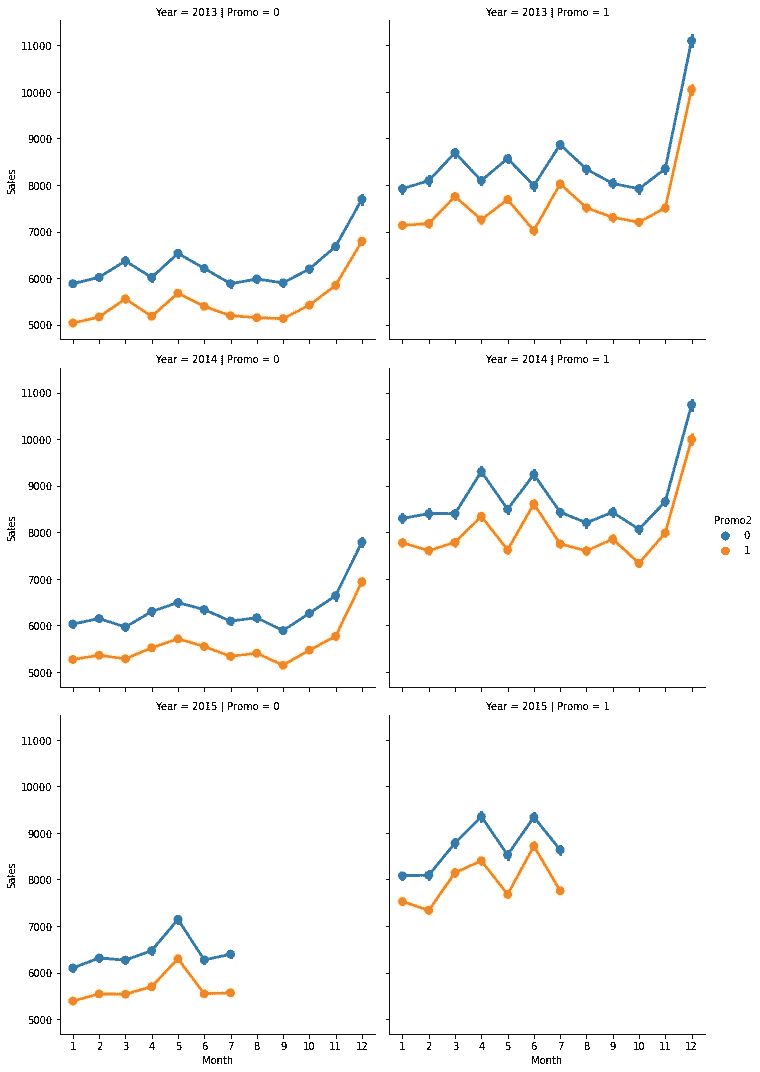 Year = 2013 | Promo = 0
Year = 2013 | Promo = 1
11000
10000
9000
8000
7000
6000
5000
Sales
Year = 2014 | Promo = 0
Year = 2014 | Promo = 1
11000
10000
9000
8000
7000
6000
5000
Sales
Promo2
0
1
Year = 2015 | Promo = 0
Year = 2015 | Promo = 1
11000
10000
9000
8000
7000
6000
5000
Sales
1 2 3 4 5 6 7 8 9 10 11 12
Month
1 2 3 4 5 6 7 8 9 10 11 12
Month